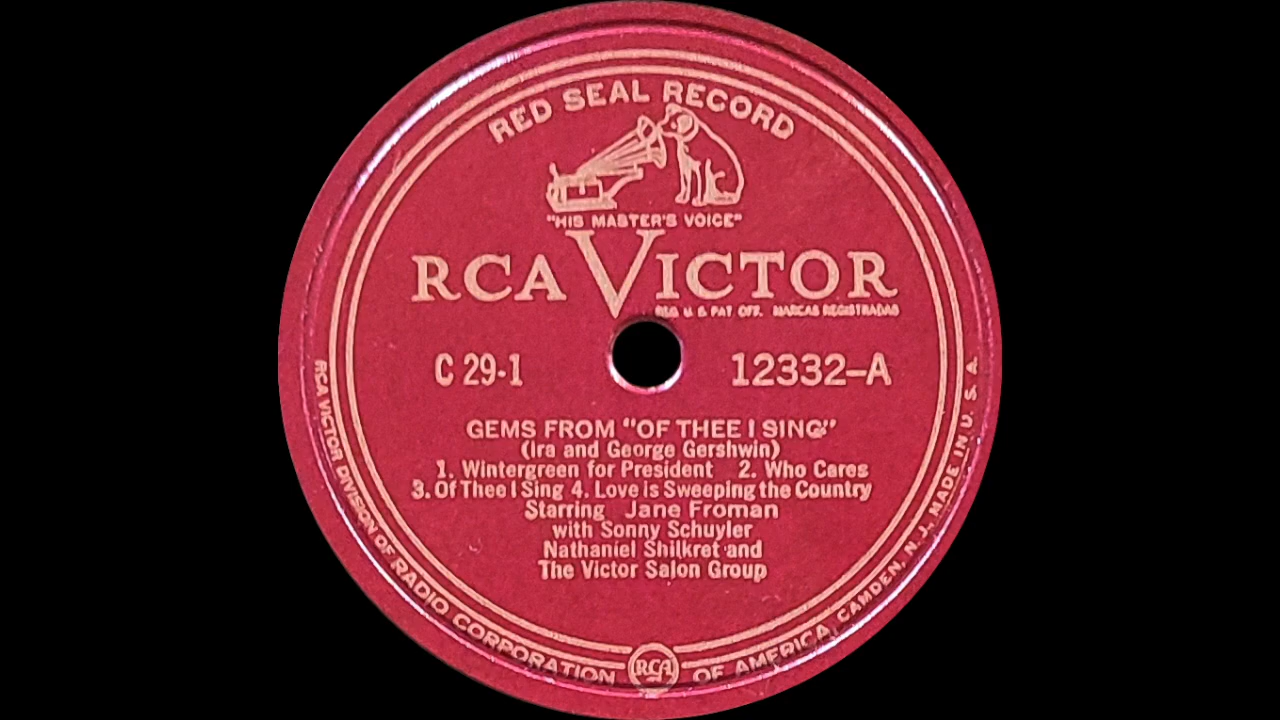 RED SEAL RECORD
"HIS MASTER'S VOICE"
RCA VICTOR
REG. U. S. PAT. OFF. MARCAS REGISTRADAS
C 29-1
12332-A
GEMS FROM "OF THEE I SING"
(Ira and George Gershwin)
1. Wintergreen for President 2. Who Cares
3. Of Thee I Sing 4. Love is Sweeping the Country
Starring Jane Froman
with Sonny Schuyler
Nathaniel Shilkret and
The Victor Salon Group
RCA VICTOR DIVISION OF RADIO CORPORATION OF AMERICA, CAMDEN, N. J., MADE IN U. S. A.
RCA